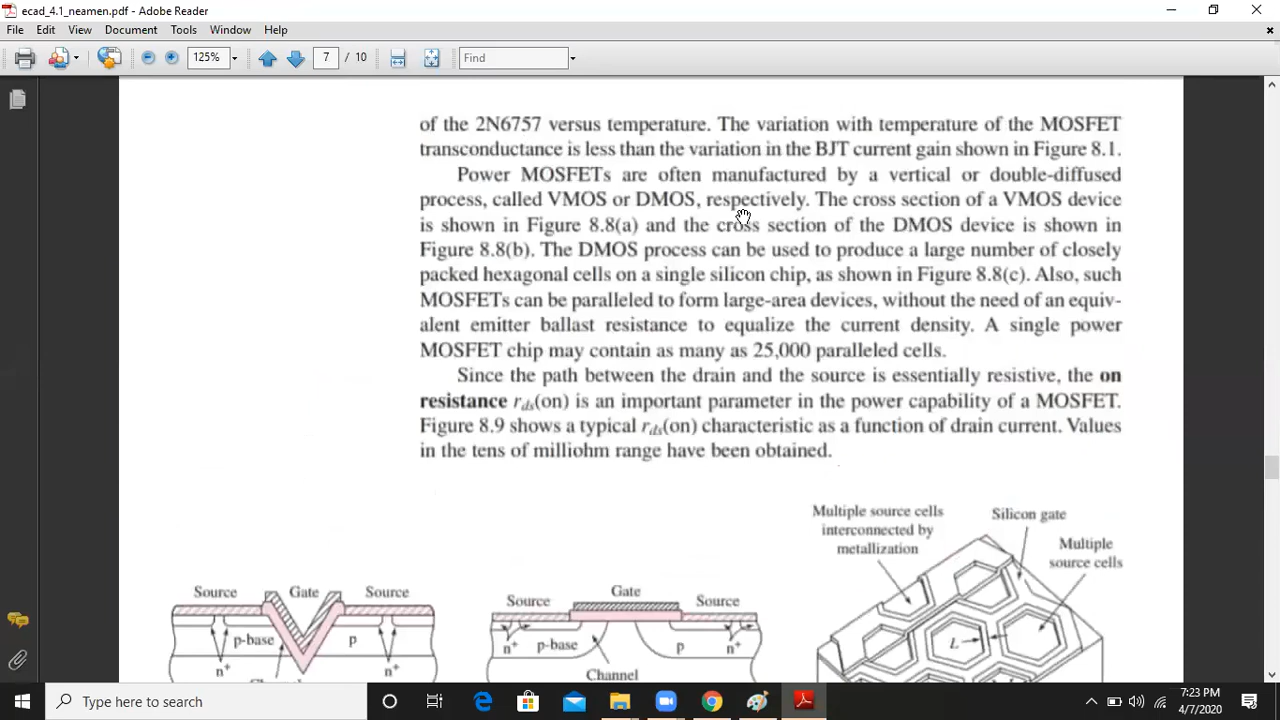 ecad_4.1_neamen.pdf - Adobe Reader
File Edit View Document Tools Window Help
125% 7 / 10 Find
of the 2N6757 versus temperature. The variation with temperature of the MOSFET
transconductance is less than the variation in the BJT current gain shown in Figure 8.1.
Power MOSFETs are often manufactured by a vertical or double-diffused
process, called VMOS or DMOS, respectively. The cross section of a VMOS device
is shown in Figure 8.8(a) and the cross section of the DMOS device is shown in
Figure 8.8(b). The DMOS process can be used to produce a large number of closely
packed hexagonal cells on a single silicon chip, as shown in Figure 8.8(c). Also, such
MOSFETs can be paralleled to form large-area devices, without the need of an equiv-
alent emitter ballast resistance to equalize the current density. A single power
MOSFET chip may contain as many as 25,000 paralleled cells.
Since the path between the drain and the source is essentially resistive, the on
resistance rds(on) is an important parameter in the power capability of a MOSFET.
Figure 8.9 shows a typical rds(on) characteristic as a function of drain current. Values
in the tens of milliohm range have been obtained.
Source Gate Source
p-base p
n+ n+
Gate
Source Source
n+ p-base p n+
Channel
Multiple source cells
interconnected by
metallization
Silicon gate
Multiple
source cells
L
Type here to search
7:23 PM
4/7/2020